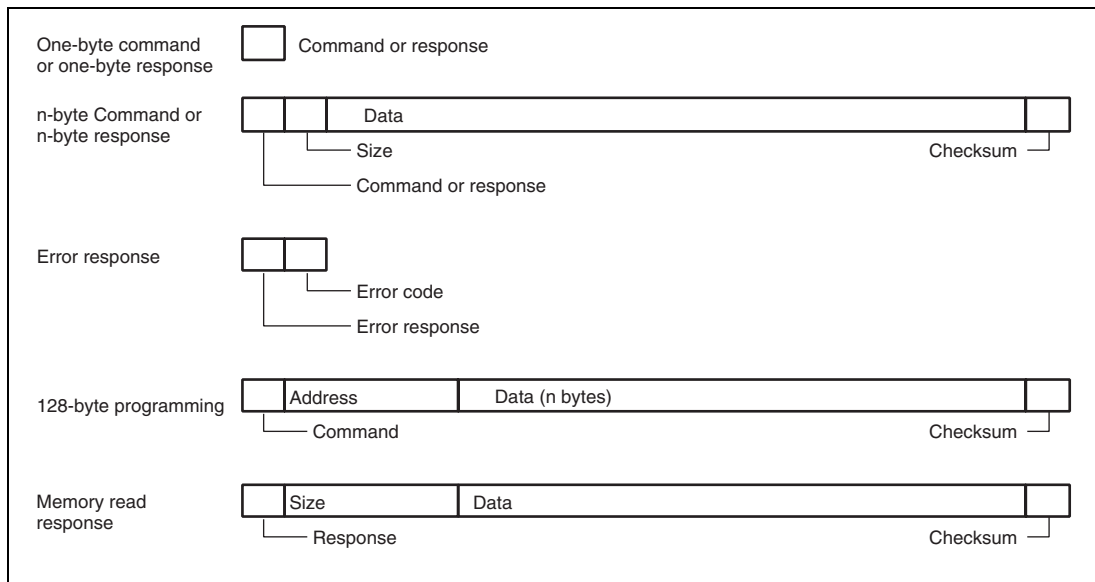 One-byte command
or one-byte response
Command or response
n-byte Command or
n-byte response
Data
Size
Checksum
Command or response
Error response
Error code
Error response
128-byte programming
Address
Data (n bytes)
Command
Checksum
Memory read
response
Size
Data
Response
Checksum